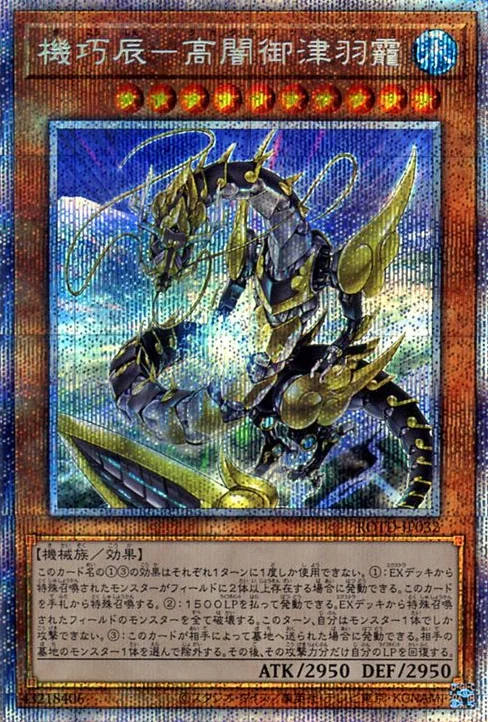 機巧辰-高闇御津羽龗
水
ROTD-JP032
【機械族/効果】
このカード名の①③の効果はそれぞれ1ターンに1度しか使用できない。①:EXデッキから
特殊召喚されたモンスターがフィールドに2体以上存在する場合に発動できる。このカード
を手札から特殊召喚する。②:1500LPを払って発動できる。EXデッキから特殊召喚
されたフィールドのモンスターを全て破壊する。このターン、自分はモンスター1体でしか
攻撃できない。③:このカードが相手によって墓地へ送られた場合に発動できる。相手の
墓地のモンスター1体を選んで除外する。その後、その攻撃力分だけ自分のLPを回復する。
ATK/2950 DEF/2950
43218406